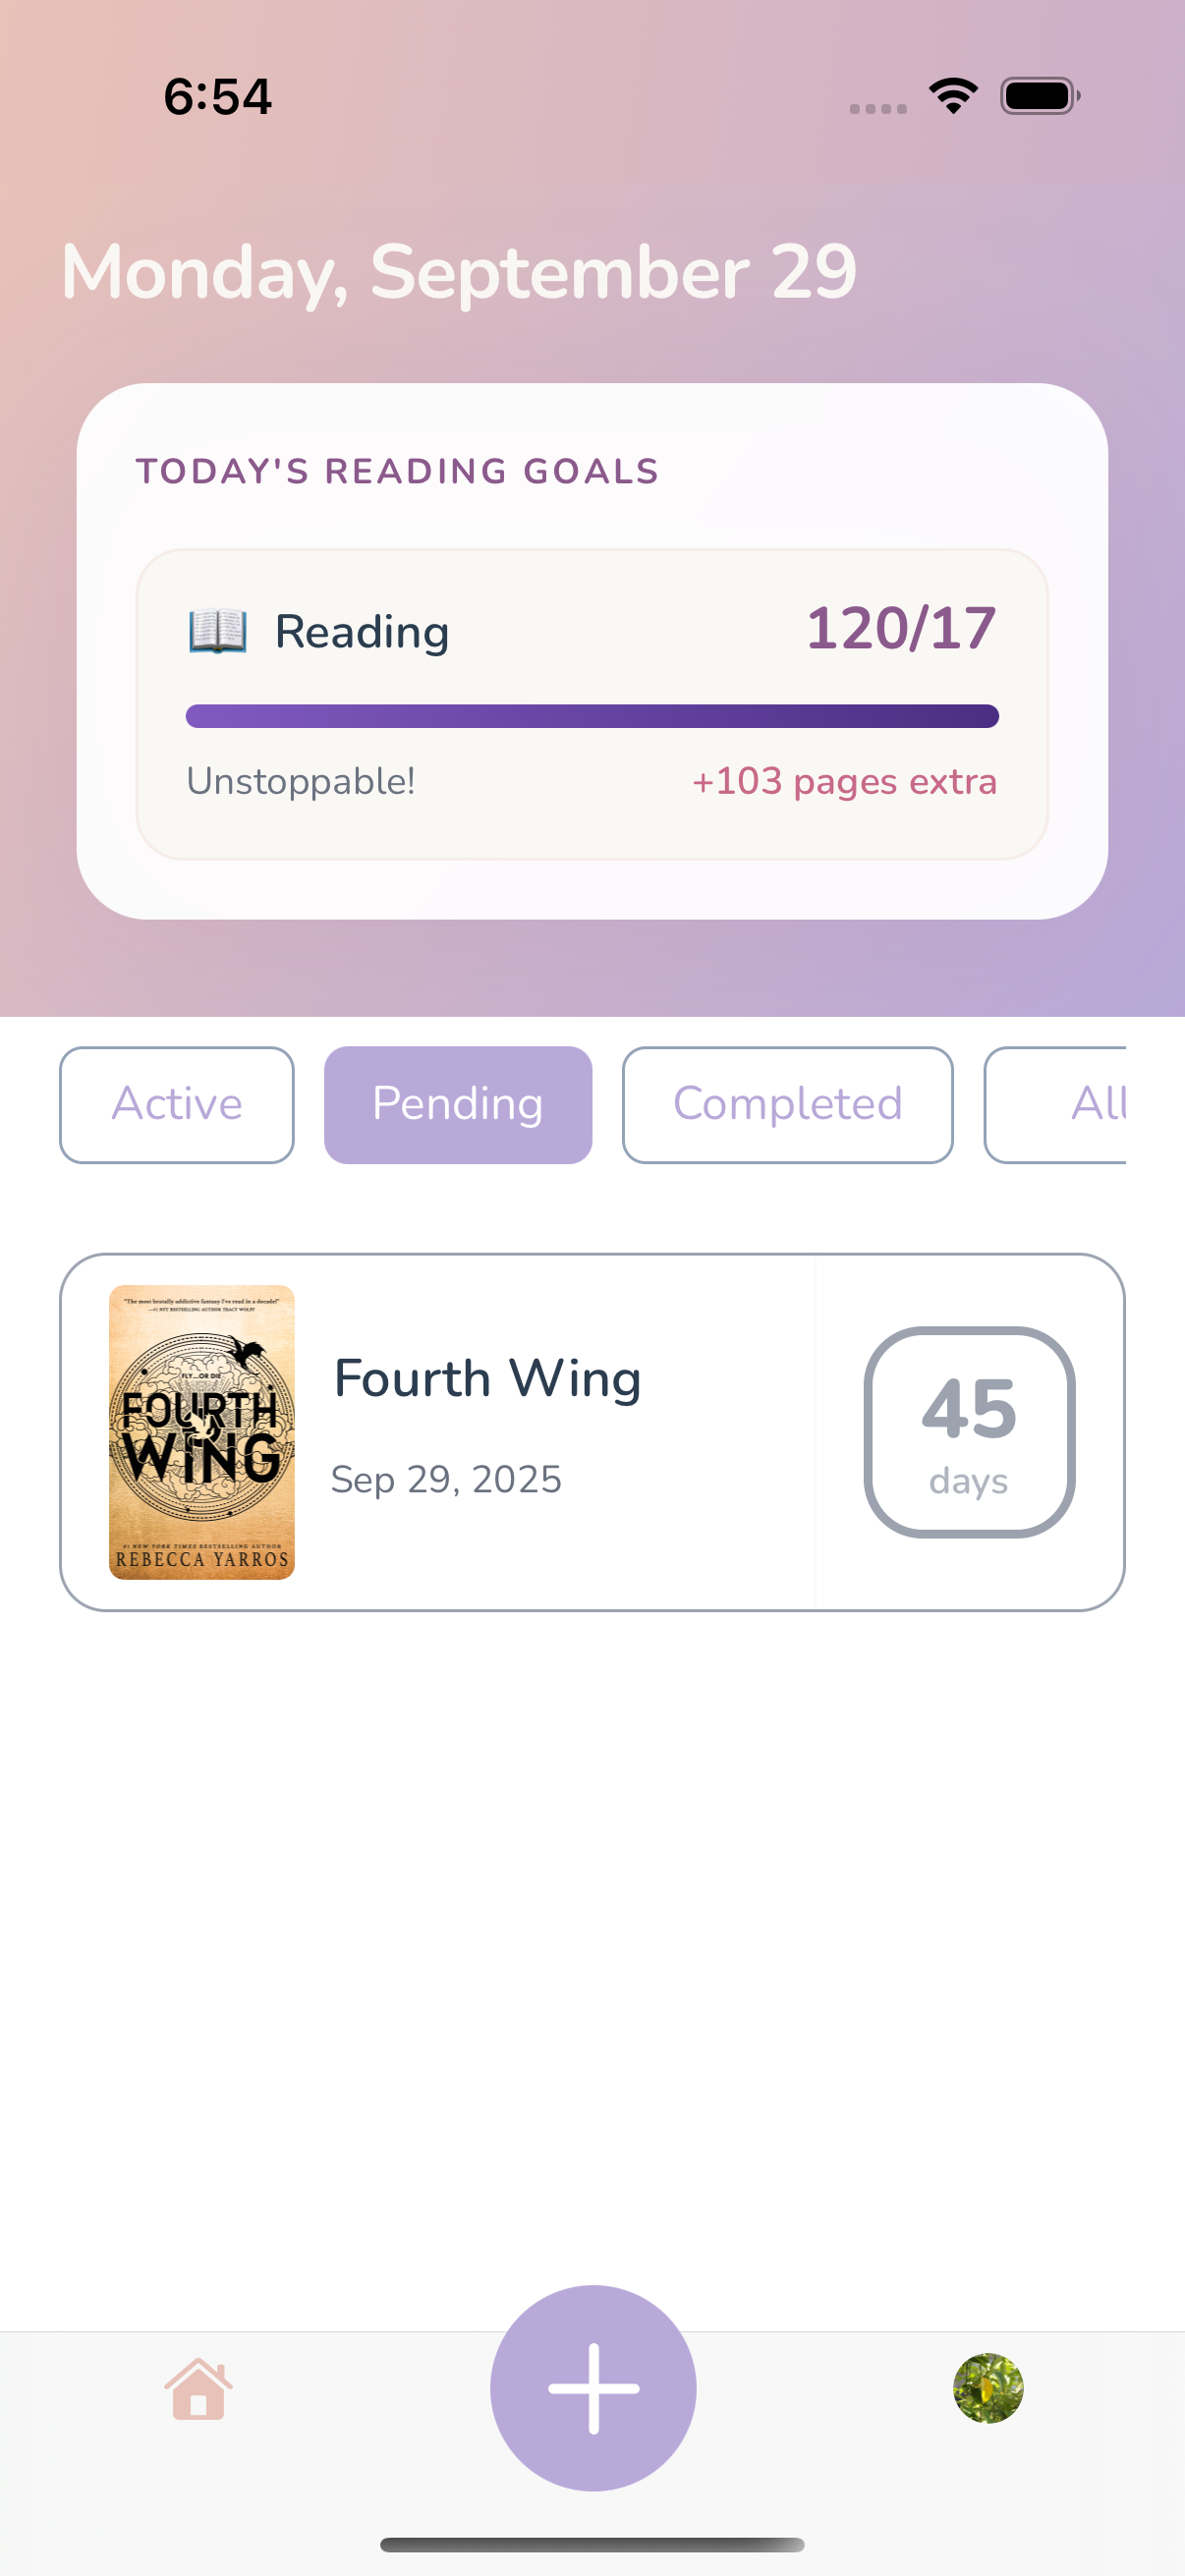 6:54
Monday, September 29
TODAY'S READING GOALS
Reading 120/17
Unstoppable! +103 pages extra
Active Pending Completed All
"The most brutally addictive fantasy I've read in a decade!"
—#1 NYT BESTSELLING AUTHOR TRACY WOLFF
FLY...OR DIE
FOURTH
WING
#1 NEW YORK TIMES BESTSELLING AUTHOR
REBECCA YARROS
Fourth Wing
Sep 29, 2025
45
days